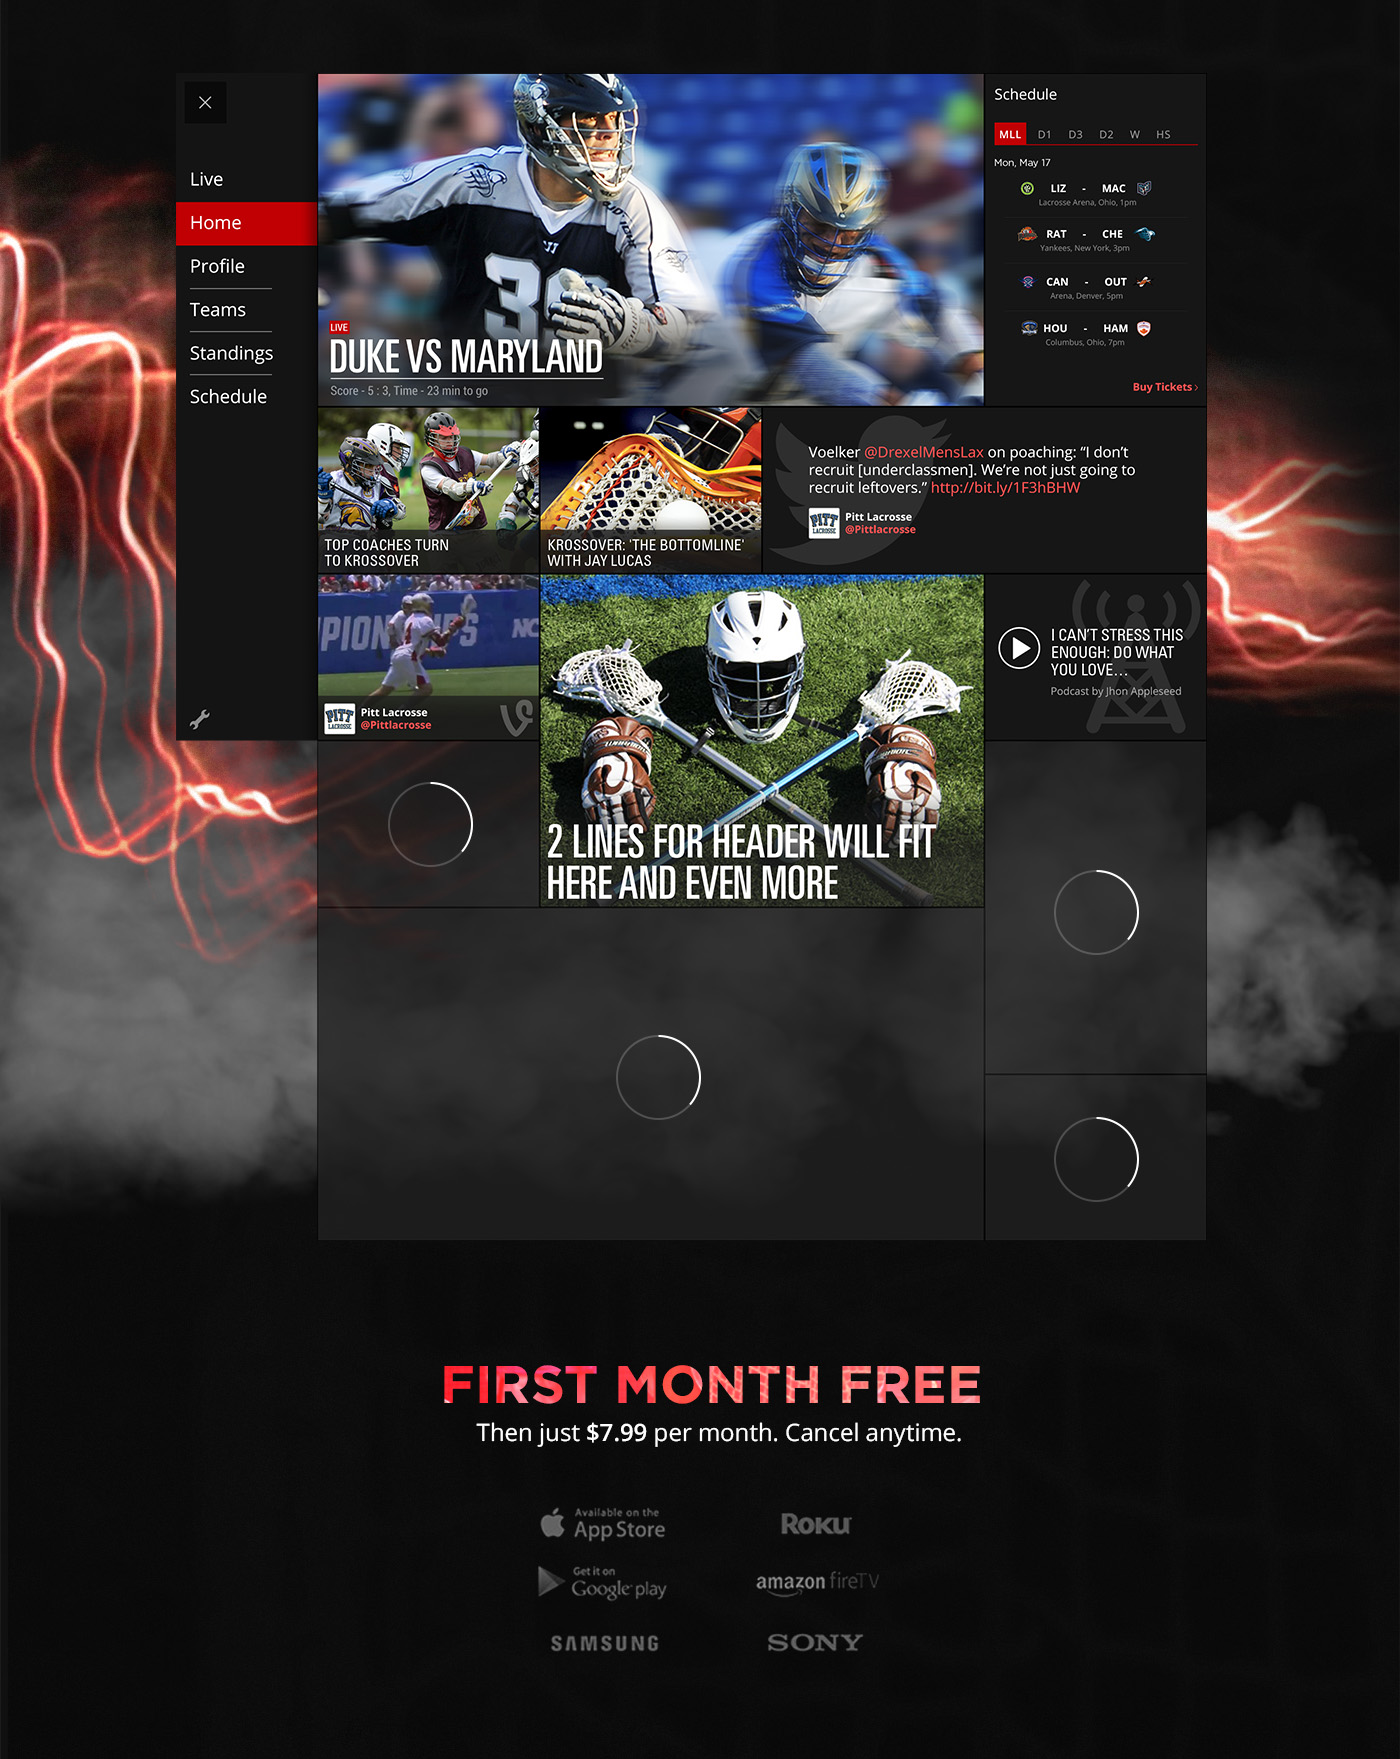 Live
Home
Profile
Teams
Standings
Schedule
LIVE
DUKE VS MARYLAND
Score - 5 : 3, Time - 23 min to go
Schedule
MLL D1 D3 D2 W HS
Mon, May 17
LIZ - MAC
Lacrosse Arena, Ohio, 1pm
RAT - CHE
Yankees, New York, 3pm
CAN - OUT
Arena, Denver, 5pm
HOU - HAM
Columbus, Ohio, 7pm
Buy Tickets ›
TOP COACHES TURN
TO KROSSOVER
KROSSOVER: 'THE BOTTOMLINE'
WITH JAY LUCAS
Voelker @DrexelMensLax on poaching: “I don’t
recruit [underclassmen]. We’re not just going to
recruit leftovers.” http://bit.ly/1F3hBHW
PITT
LACROSSE
Pitt Lacrosse
@Pittlacrosse
PITT
LACROSSE
Pitt Lacrosse
@Pittlacrosse
2 LINES FOR HEADER WILL FIT
HERE AND EVEN MORE
I CAN’T STRESS THIS
ENOUGH: DO WHAT
YOU LOVE...
Podcast by Jhon Appleseed
FIRST MONTH FREE
Then just $7.99 per month. Cancel anytime.
Available on the
App Store
Roku
Get it on
Google play
amazon fireTV
SAMSUNG
SONY